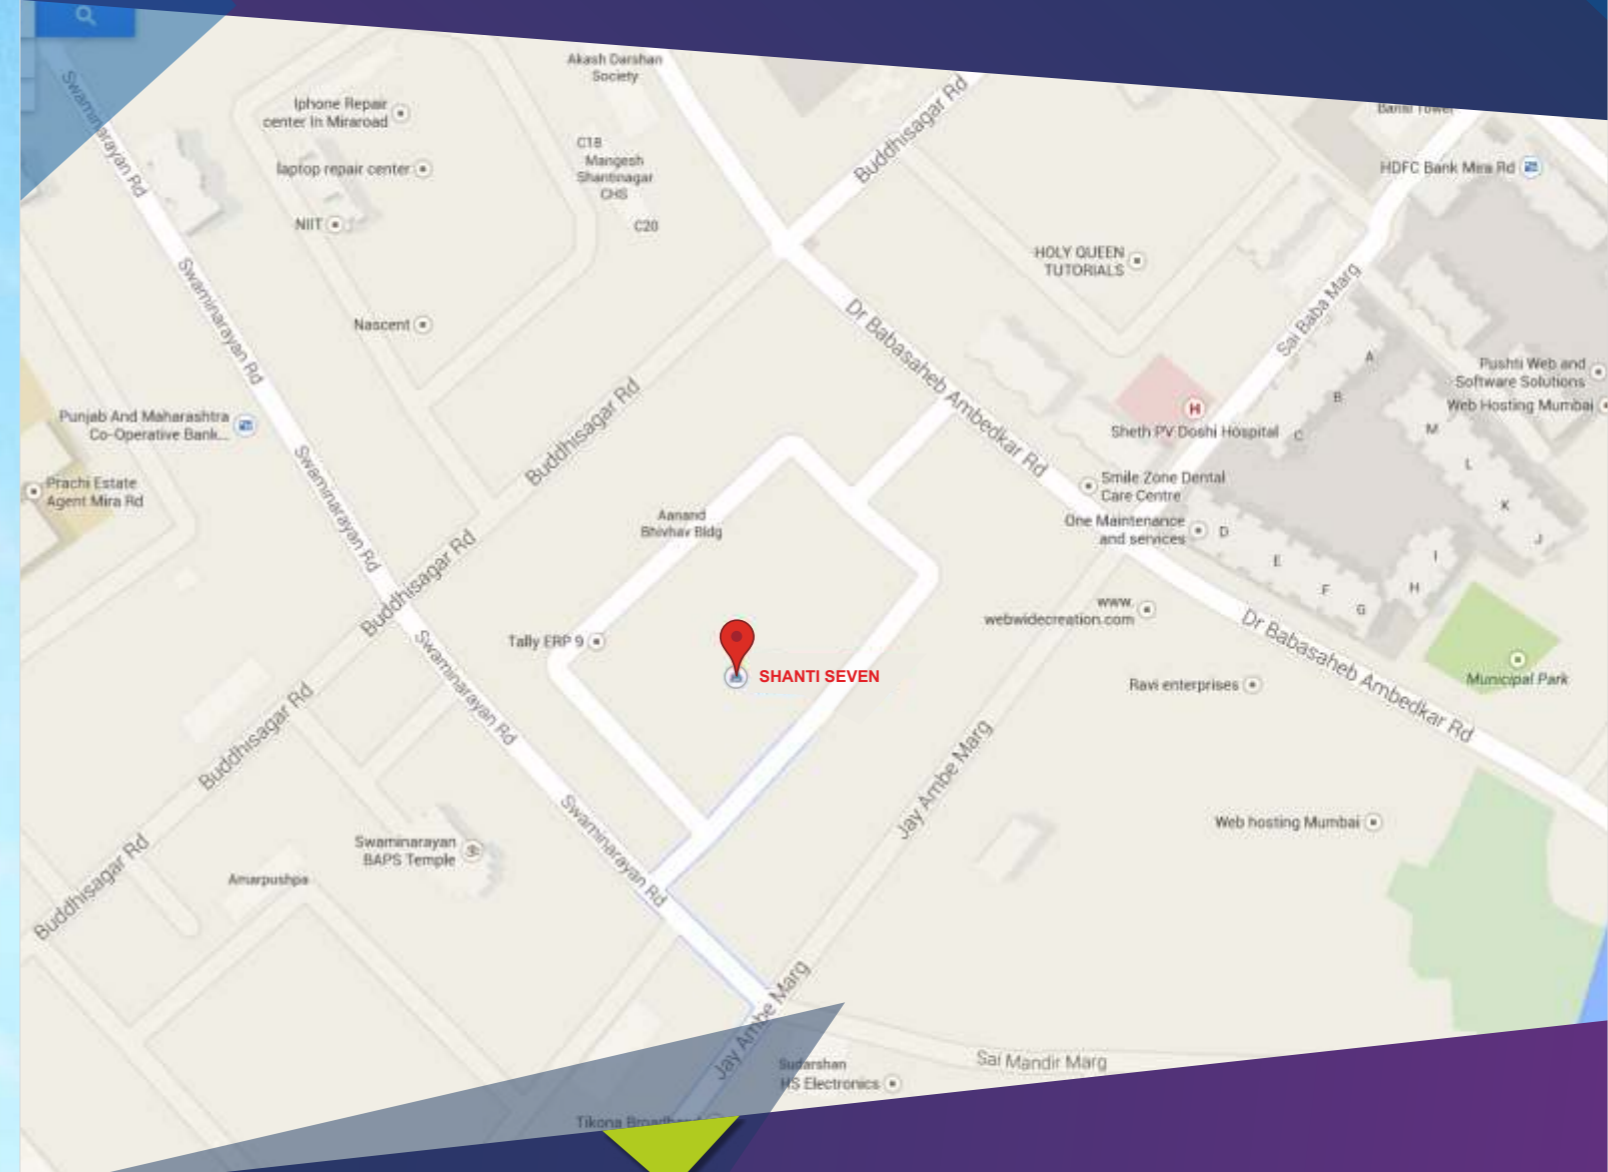 Akash Darshan
Society
Swaminarayan Rd
Iphone Repair
center In Miraroad
Buddhisagar Rd
HDFC Bank Mira Rd
C18
Mangesh
Shantinagar
CHS
laptop repair center
NIIT
C20
HOLY QUEEN
TUTORIALS
Swaminarayan Rd
Nascent
Dr Babasaheb Ambedkar Rd
Sai Baba Marg
A
Pushti Web and
Software Solutions
B
Web Hosting Mumbai
Punjab And Maharashtra
Co-Operative Bank...
Buddhisagar Rd
H
Sheth PV Doshi Hospital
C
M
L
Prachi Estate
Agent Mira Rd
Smile Zone Dental
Care Centre
K
Swaminarayan Rd
Aanand
Bhivhav Bldg
One Maintenance
and services
D
J
E
I
Buddhisagar Rd
F
H
G
www.
webwidecreation.com
Tally ERP 9
SHANTI SEVEN
Dr Babasaheb Ambedkar Rd
Municipal Park
Ravi enterprises
Swaminarayan Rd
Buddhisagar Rd
Jay Ambe Marg
Web hosting Mumbai
Swaminarayan
BAPS Temple
Swaminarayan Rd
Amarpushpa
Buddhisagar Rd
Jay Ambe Marg
Sai Mandir Marg
Sudarshan
HS Electronics
Tikona